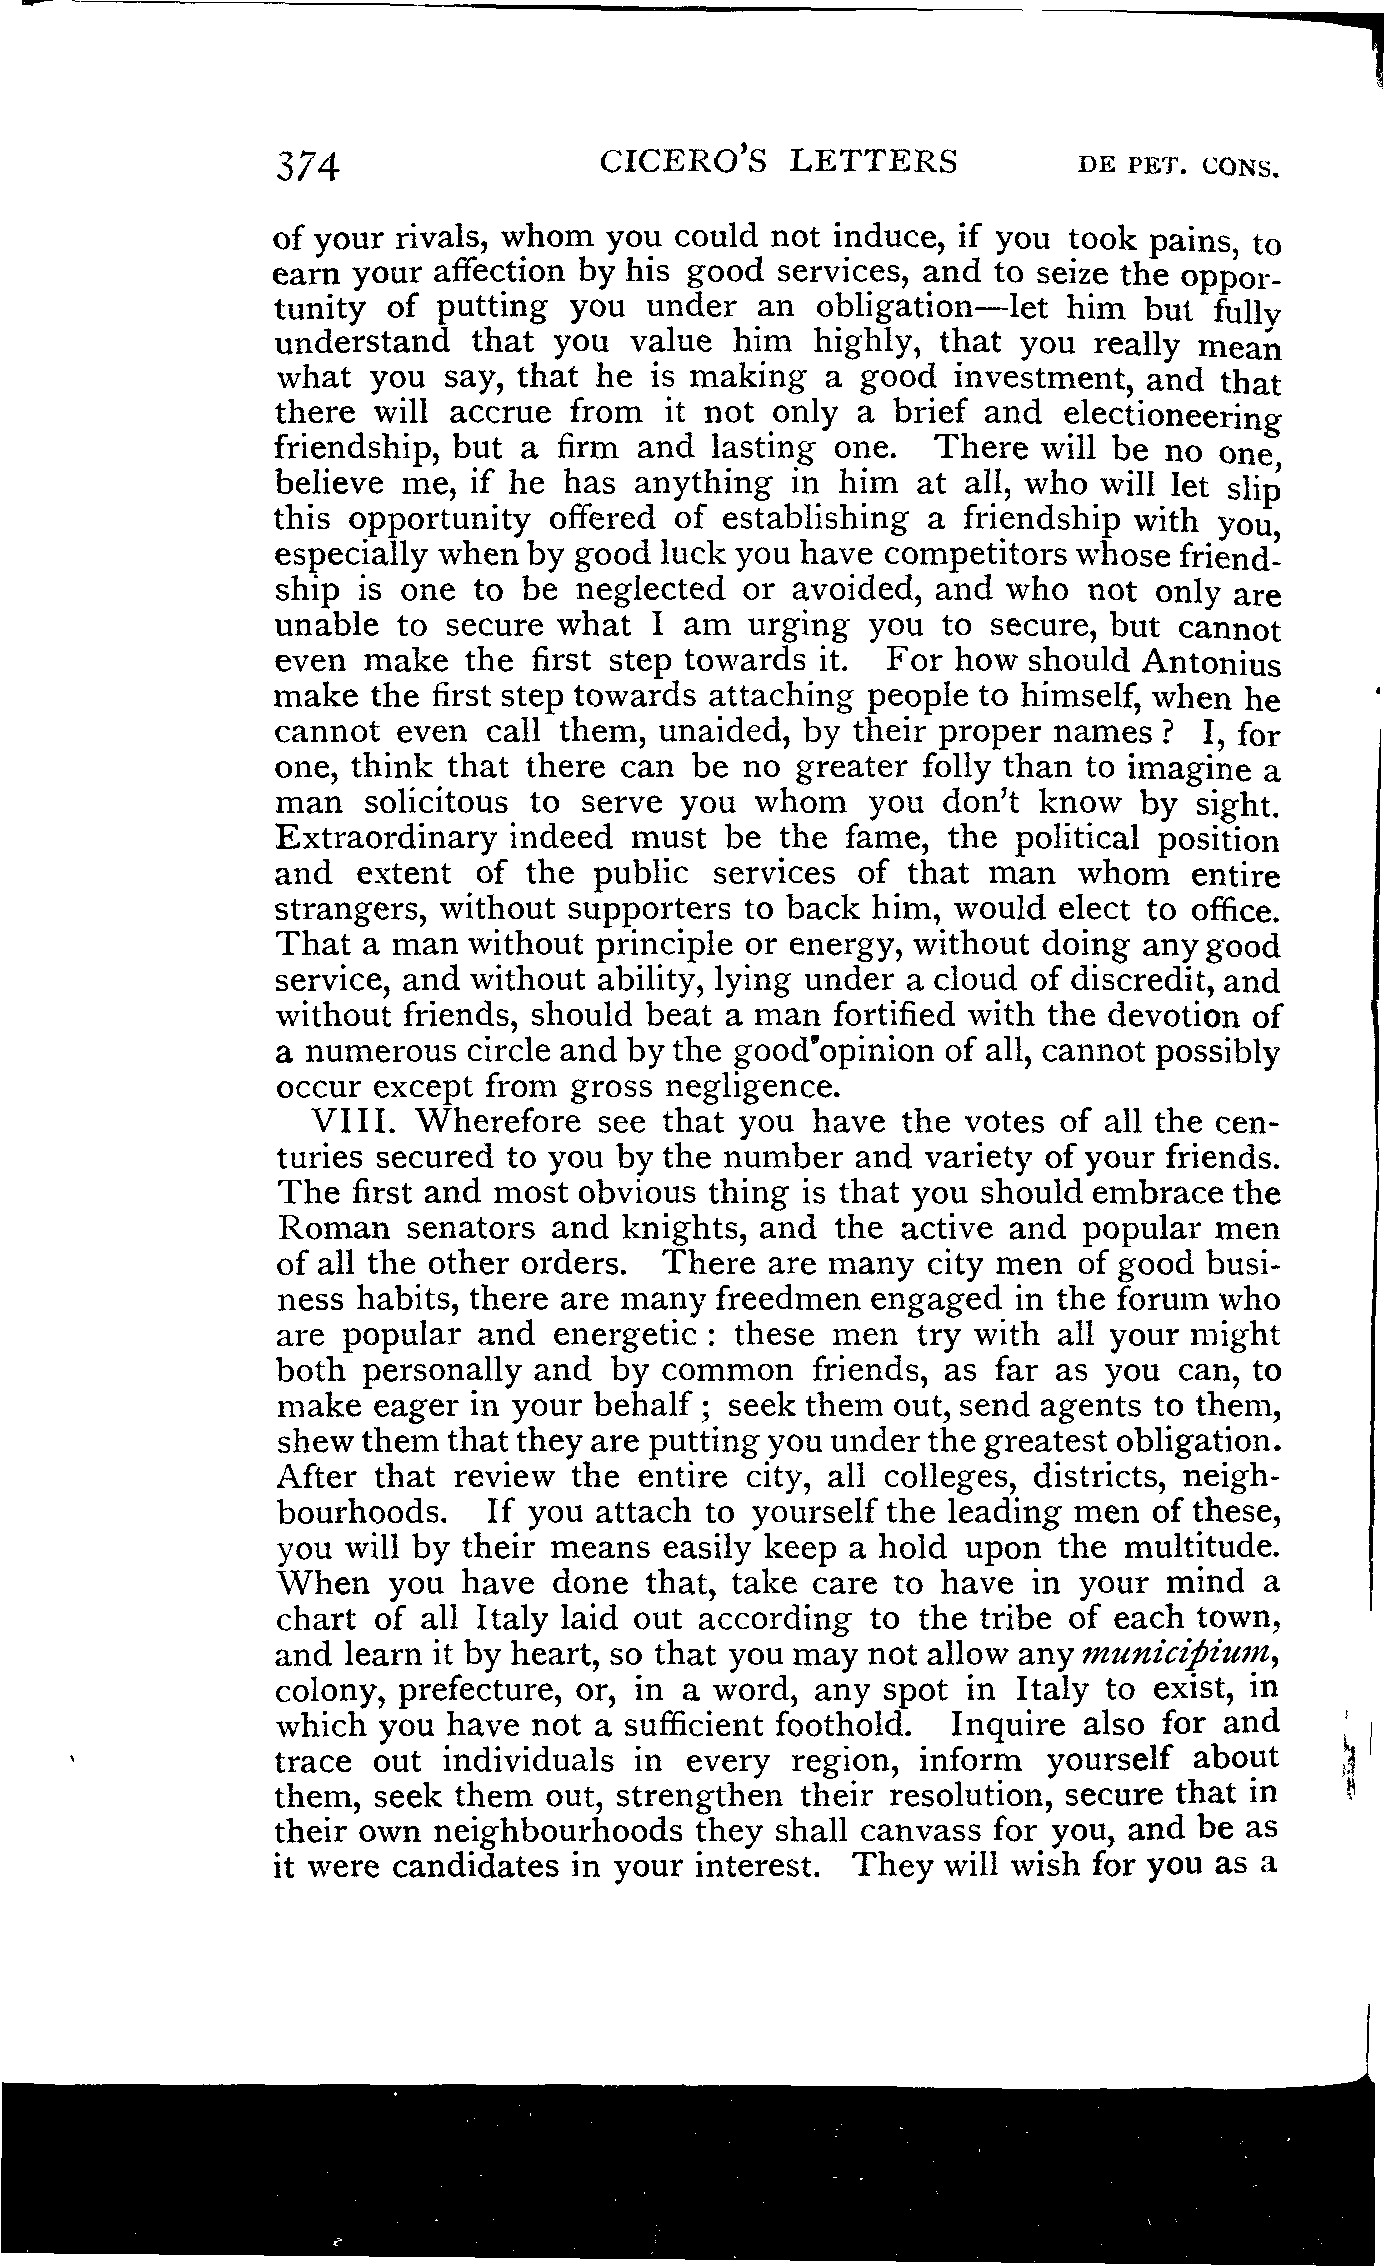 374 CICERO'S LETTERS DE PET. CONS.
of your rivals, whom you could not induce, if you took pains, to
earn your affection by his good services, and to seize the oppor-
tunity of putting you under an obligation—let him but fully
understand that you value him highly, that you really mean
what you say, that he is making a good investment, and that
there will accrue from it not only a brief and electioneering
friendship, but a firm and lasting one. There will be no one,
believe me, if he has anything in him at all, who will let slip
this opportunity offered of establishing a friendship with you,
especially when by good luck you have competitors whose friend-
ship is one to be neglected or avoided, and who not only are
unable to secure what I am urging you to secure, but cannot
even make the first step towards it. For how should Antonius
make the first step towards attaching people to himself, when he
cannot even call them, unaided, by their proper names? I, for
one, think that there can be no greater folly than to imagine a
man solicitous to serve you whom you don't know by sight.
Extraordinary indeed must be the fame, the political position
and extent of the public services of that man whom entire
strangers, without supporters to back him, would elect to office.
That a man without principle or energy, without doing any good
service, and without ability, lying under a cloud of discredit, and
without friends, should beat a man fortified with the devotion of
a numerous circle and by the good opinion of all, cannot possibly
occur except from gross negligence.
VIII. Wherefore see that you have the votes of all the cen-
turies secured to you by the number and variety of your friends.
The first and most obvious thing is that you should embrace the
Roman senators and knights, and the active and popular men
of all the other orders. There are many city men of good busi-
ness habits, there are many freedmen engaged in the forum who
are popular and energetic: these men try with all your might
both personally and by common friends, as far as you can, to
make eager in your behalf; seek them out, send agents to them,
shew them that they are putting you under the greatest obligation.
After that review the entire city, all colleges, districts, neigh-
bourhoods. If you attach to yourself the leading men of these,
you will by their means easily keep a hold upon the multitude.
When you have done that, take care to have in your mind a
chart of all Italy laid out according to the tribe of each town,
and learn it by heart, so that you may not allow any municipium,
colony, prefecture, or, in a word, any spot in Italy to exist, in
which you have not a sufficient foothold. Inquire also for and
trace out individuals in every region, inform yourself about
them, seek them out, strengthen their resolution, secure that in
their own neighbourhoods they shall canvass for you, and be as
it were candidates in your interest. They will wish for you as a